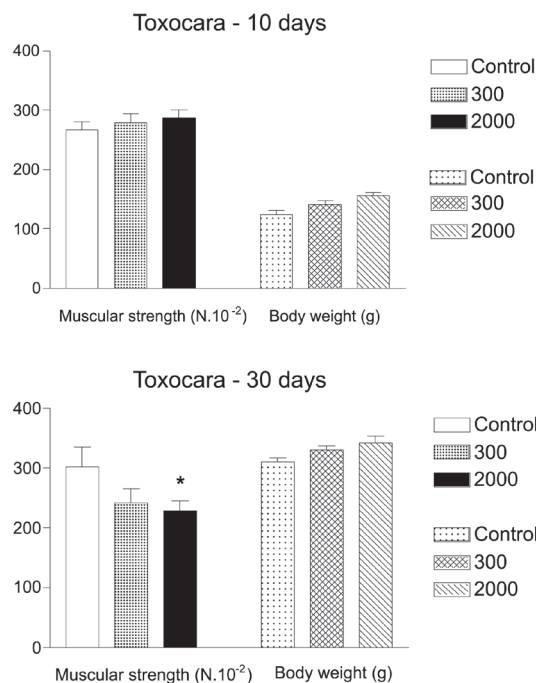 Toxocara - 10 days
400
300
200
100
0
Control
300
2000
Control
300
2000
Muscular strength (N.10-2)
Body weight (g)
Toxocara - 30 days
400
300
200
100
0
*
Control
300
2000
Control
300
2000
Muscular strength (N.10-2)
Body weight (g)